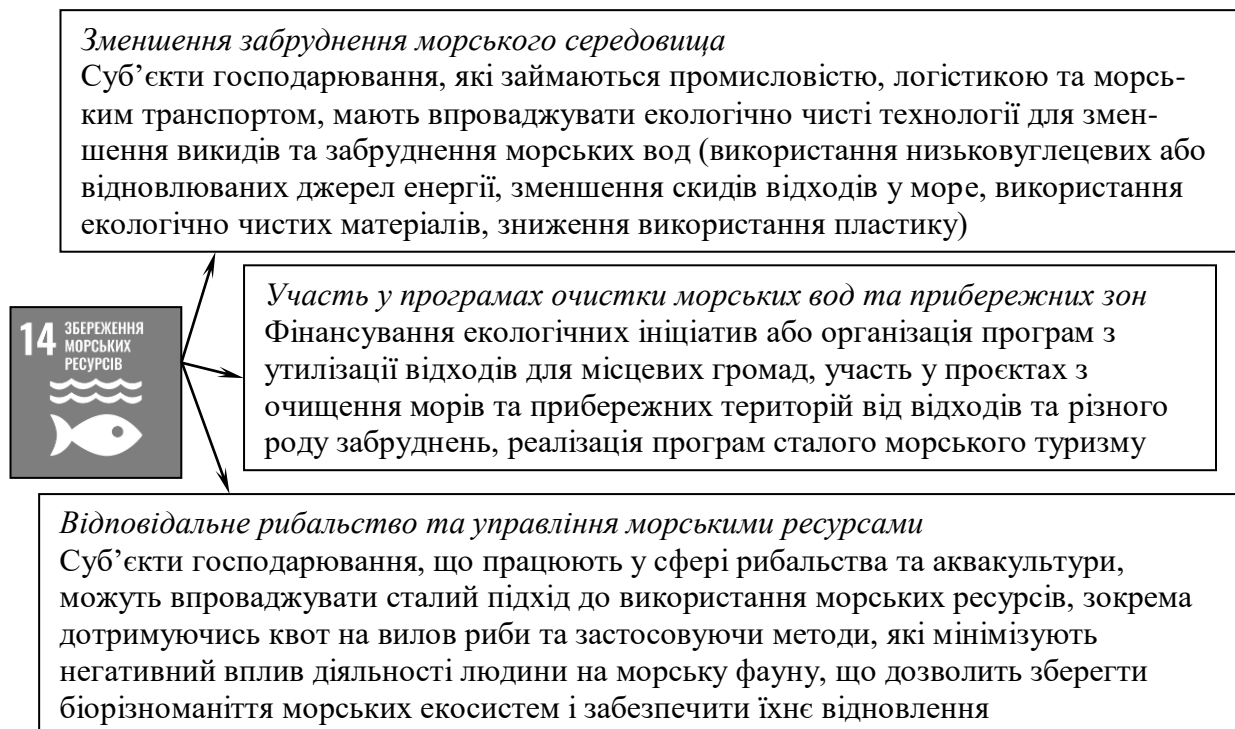 Зменшення забруднення морського середовища
Суб’єкти господарювання, які займаються промисловістю, логістикою та морсь-
ким транспортом, мають впроваджувати екологічно чисті технології для змен-
шення викидів та забруднення морських вод (використання низьковуглецевих або
відновлюваних джерел енергії, зменшення скидів відходів у море, використання
екологічно чистих матеріалів, зниження використання пластику)
Участь у програмах очистки морських вод та прибережних зон
Фінансування екологічних ініціатив або організація програм з
утилізації відходів для місцевих громад, участь у проєктах з
очищення морів та прибережних територій від відходів та різного
роду забруднень, реалізація програм сталого морського туризму
14 ЗБЕРЕЖЕННЯ
МОРСЬКИХ
РЕСУРСІВ
Відповідальне рибальство та управління морськими ресурсами
Суб’єкти господарювання, що працюють у сфері рибальства та аквакультури,
можуть впроваджувати сталий підхід до використання морських ресурсів, зокрема
дотримуючись квот на вилов риби та застосовуючи методи, які мінімізують
негативний вплив діяльності людини на морську фауну, що дозволить зберегти
біорізноманіття морських екосистем і забезпечити їхнє відновлення